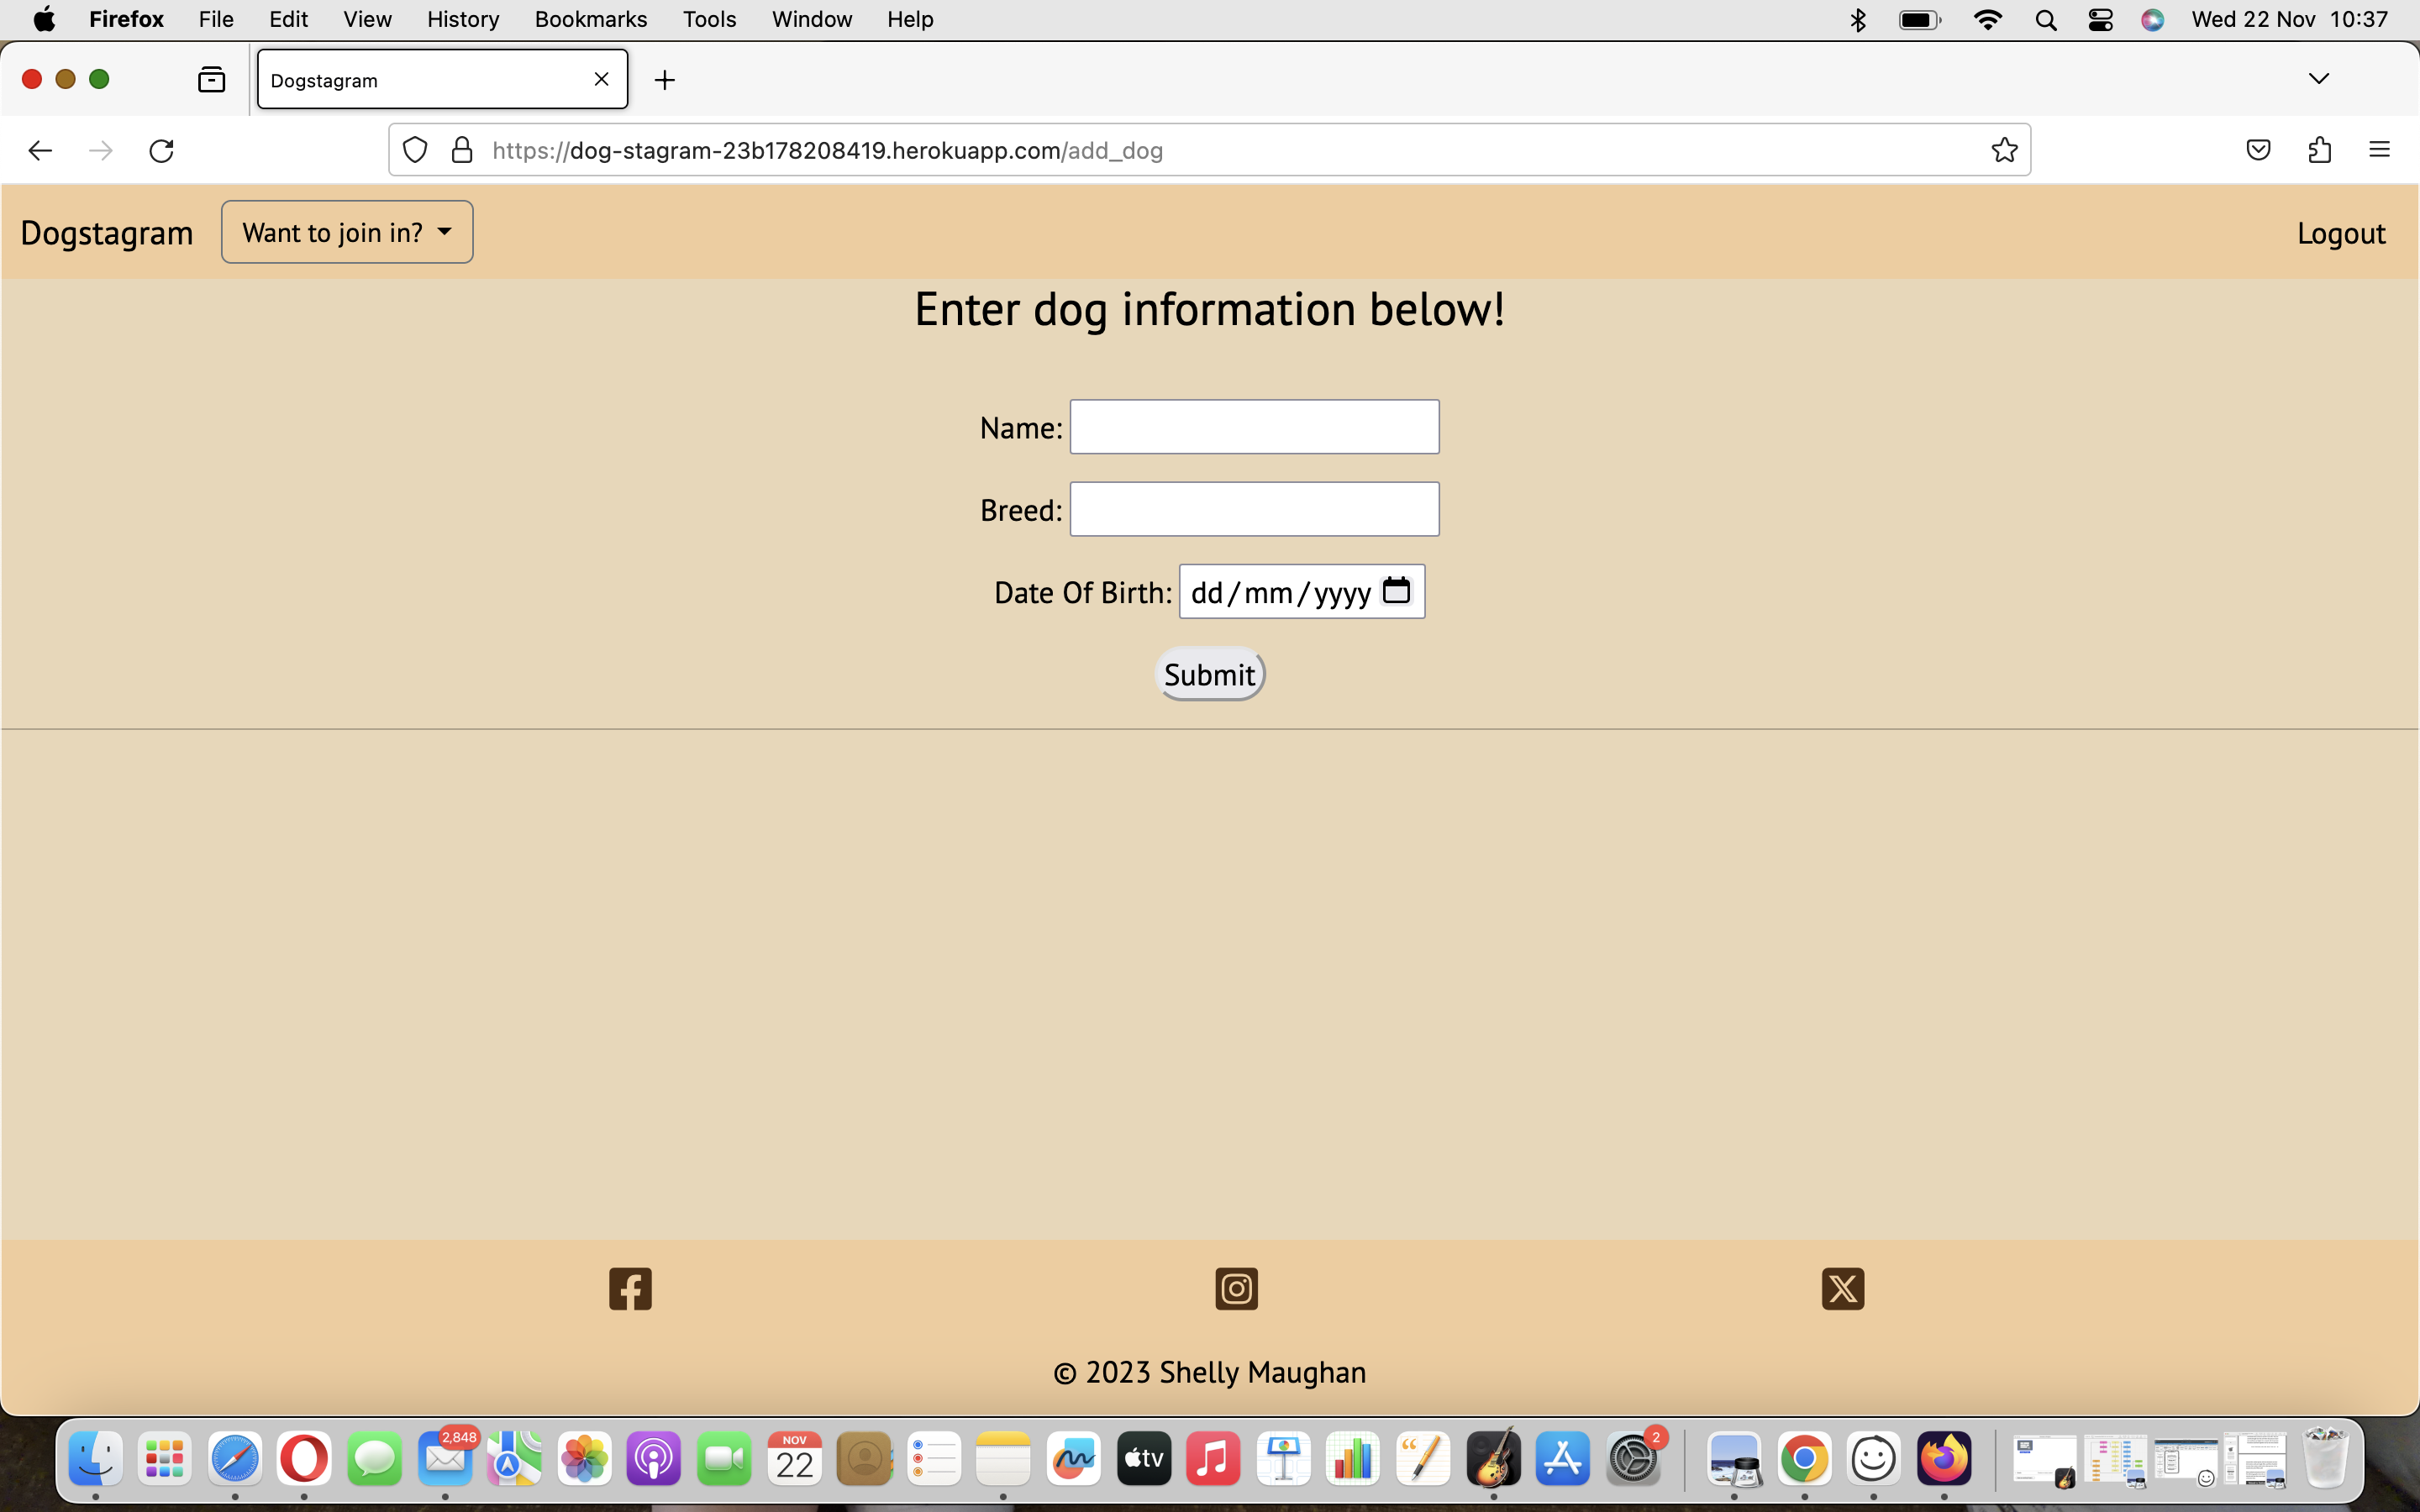 Firefox File Edit View History Bookmarks Tools Window Help Wed 22 Nov 10:37
Dogstagram
https://dog-stagram-23b178208419.herokuapp.com/add_dog
Dogstagram Want to join in? Logout
Enter dog information below!
Name:
Breed:
Date Of Birth: dd/mm/yyyy
Submit
© 2023 Shelly Maughan
2,848
NOV
22
tv
2